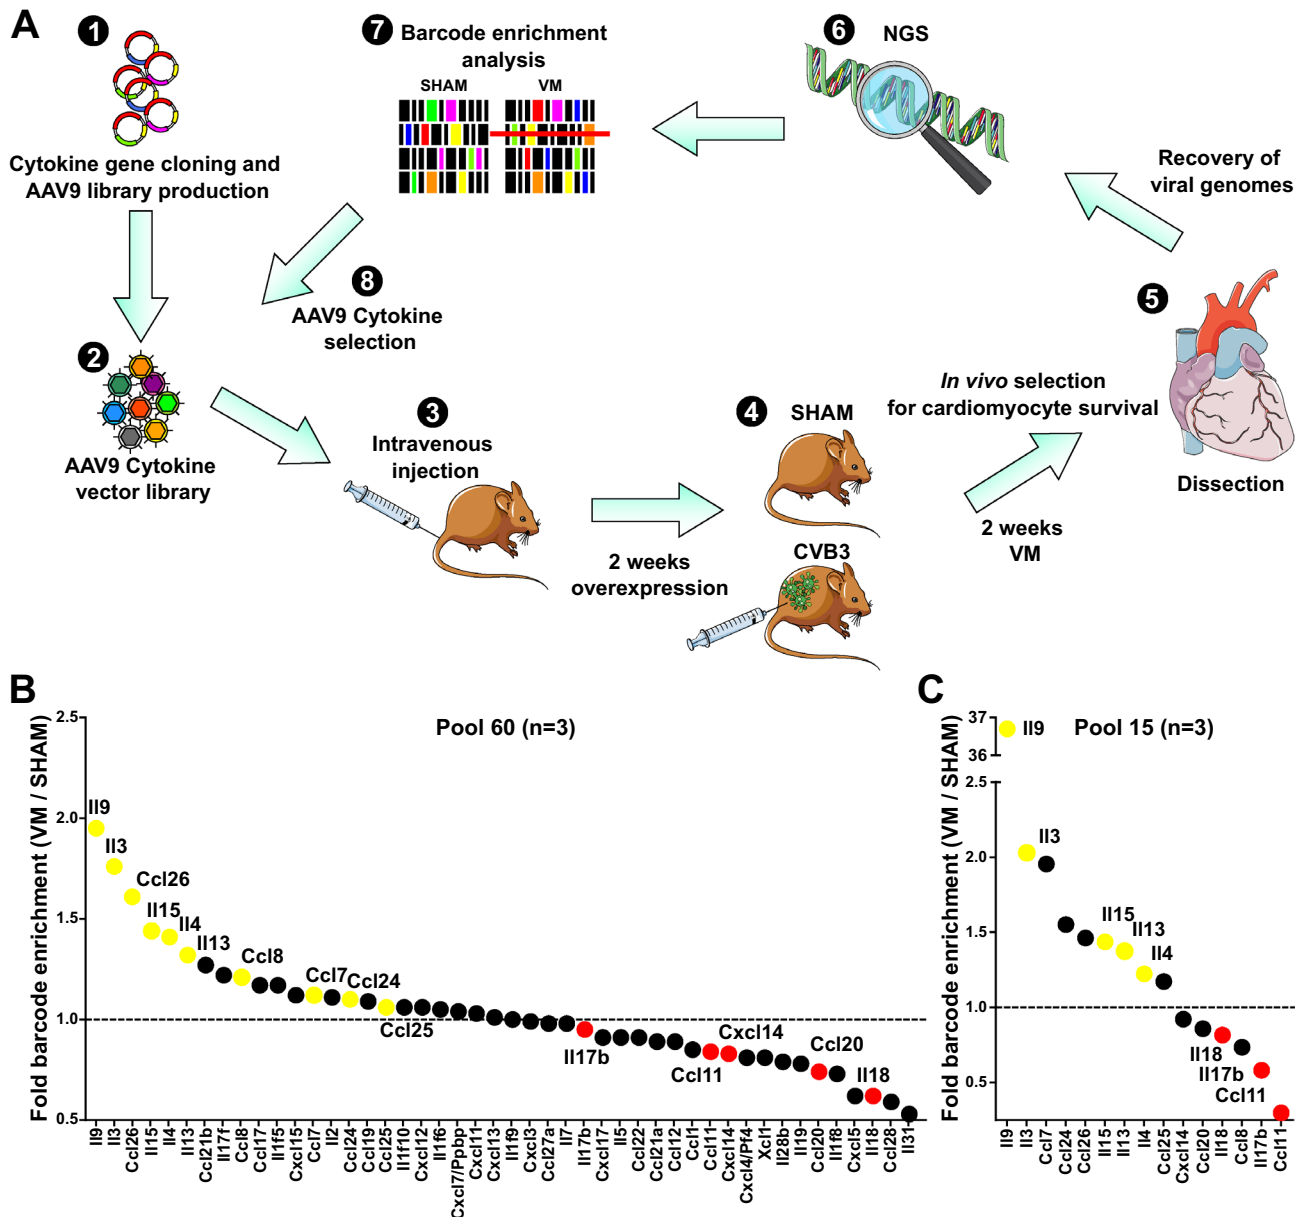 A
1
Cytokine gene cloning and
AAV9 library production
7
Barcode enrichment
analysis
SHAM
VM
6
NGS
Recovery of
viral genomes
8
AAV9 Cytokine
selection
2
AAV9 Cytokine
vector library
3
Intravenous
injection
2 weeks
overexpression
4
SHAM
CVB3
In vivo selection
for cardiomyocyte survival
2 weeks
VM
5
Dissection
B
Pool 60 (n=3)
Fold barcode enrichment (VM / SHAM)
2.5
2.0
1.5
1.0
0.5
Il9
Il3
Ccl26
Il15
Il4
Il13
Ccl8
Ccl7
Ccl24
Ccl25
Il17b
Ccl11
Cxcl14
Ccl20
Il18
Il9
Il3
Ccl26
Il15
Il4
Il13
Ccl21b
Il17f
Ccl8
Ccl17
Il1f5
Cxcl15
Ccl7
Il2
Ccl24
Ccl19
Ccl25
Il1f10
Cxcl12
Il1f6
Cxcl7/Ppbp
Cxcl11
Cxcl13
Il1f9
Cxcl3
Ccl27a
Il7
Il17b
Cxcl17
Il5
Ccl22
Ccl21a
Ccl12
Ccl1
Ccl11
Cxcl14
Cxcl4/Pf4
Xcl1
Il28b
Il19
Ccl20
Il1f8
Cxcl5
Il18
Ccl28
Il31
C
Pool 15 (n=3)
Fold barcode enrichment (VM / SHAM)
37
36
2.5
2.0
1.5
1.0
0.5
Il9
Il3
Il15
Il13
Il4
Il18
Il17b
Ccl11
Il9
Il3
Ccl7
Ccl24
Ccl26
Il15
Il13
Il4
Ccl25
Cxcl14
Ccl20
Il18
Ccl8
Il17b
Ccl11